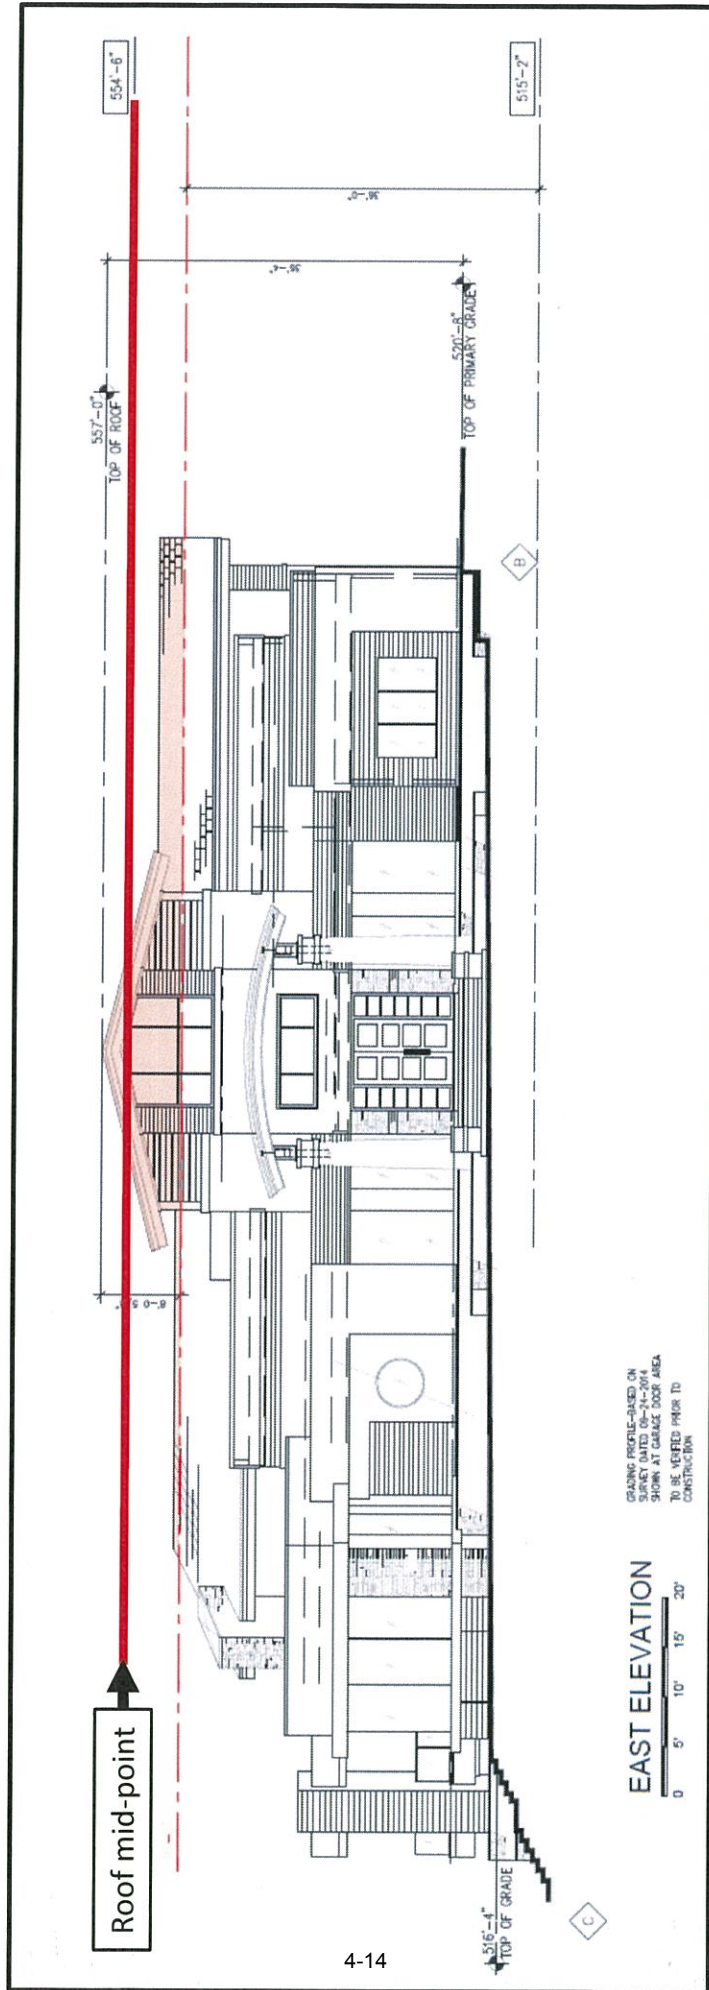 Roof mid-point
554'-6"
515'-2"
557'-0"
TOP OF ROOF
36'-0"
36'-4"
520'-8"
TOP OF PRIMARY GRADE
B
516'-4"
TOP OF GRADE
C
EAST ELEVATION
0 5' 10' 15' 20'
GRADING PROFILE-BASED ON
SURVEY DATED 09-24-2014
SHOWN AT GARAGE DOOR AREA
TO BE VERIFIED PRIOR TO
CONSTRUCTION
4-14